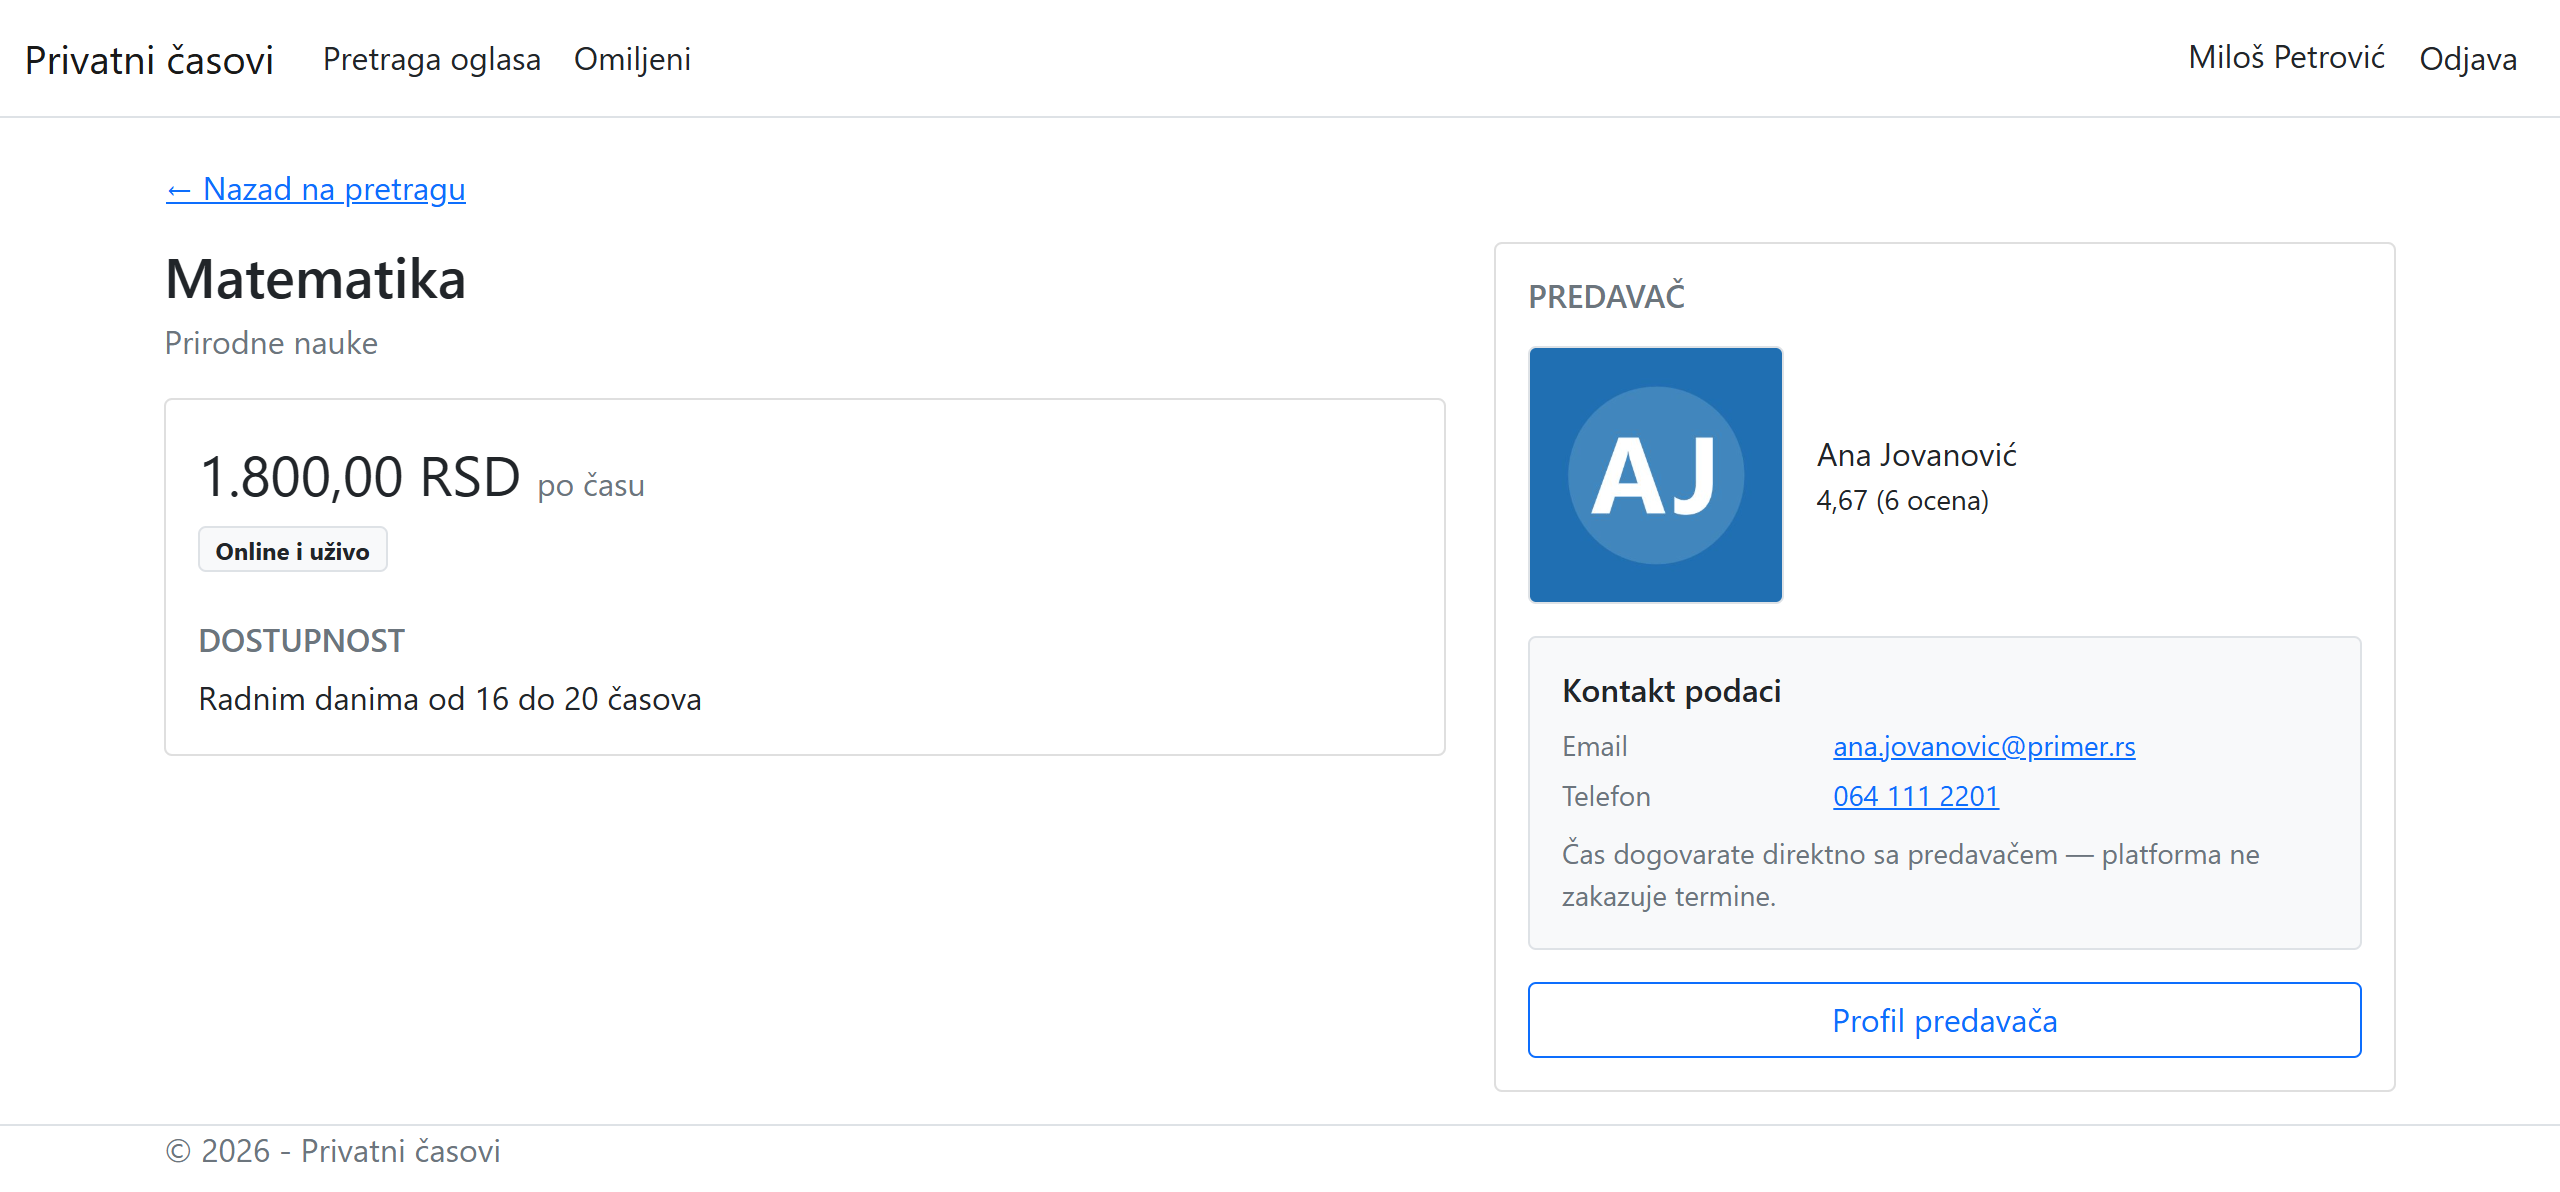 Privatni časovi
Pretraga oglasa
Omiljeni
Miloš Petrović
Odjava
← Nazad na pretragu
Matematika
Prirodne nauke
1.800,00 RSD po času
Online i uživo
DOSTUPNOST
Radnim danima od 16 do 20 časova
PREDAVAČ
AJ
Ana Jovanović
4,67 (6 ocena)
Kontakt podaci
Email ana.jovanovic@primer.rs
Telefon 064 111 2201
Čas dogovarate direktno sa predavačem — platforma ne
zakazuje termine.
Profil predavača
© 2026 - Privatni časovi